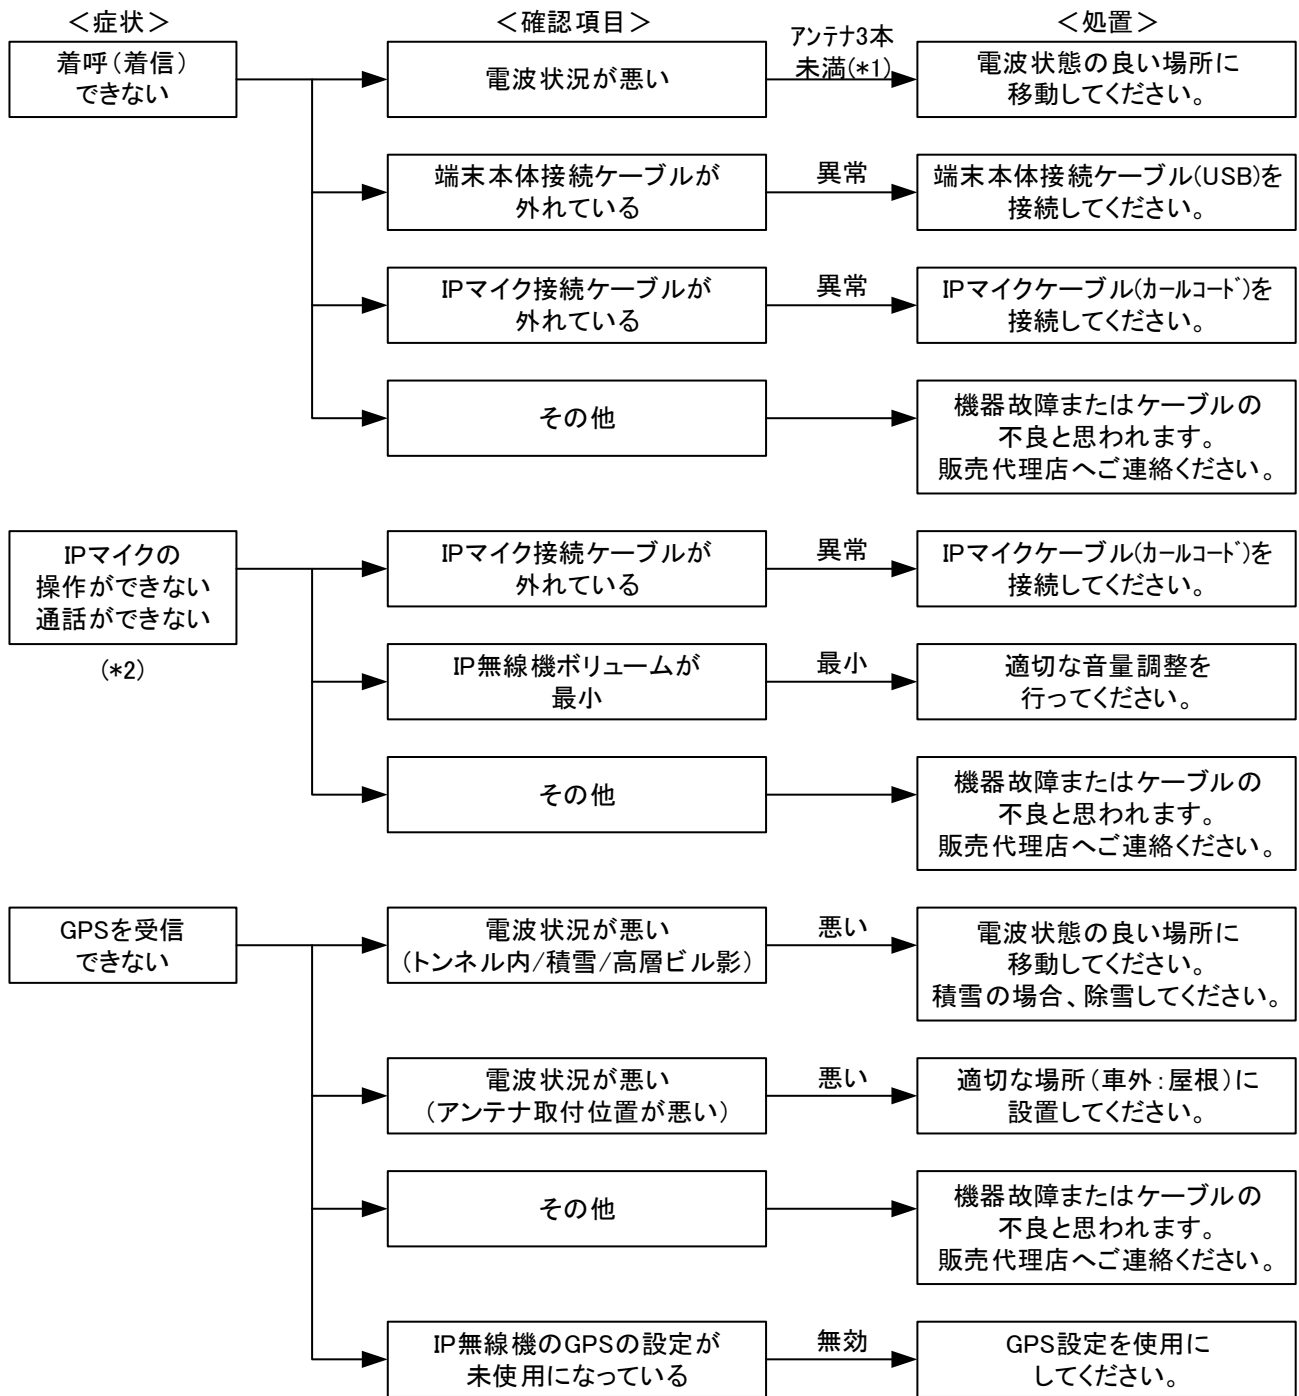 ＜症状＞
＜確認項目＞
＜処置＞
着呼（着信）
できない
電波状況が悪い
ｱﾝﾃﾅ3本
未満(*1)
電波状態の良い場所に
移動してください。
端末本体接続ケーブルが
外れている
異常
端末本体接続ケーブル(USB)を
接続してください。
IPマイク接続ケーブルが
外れている
異常
IPマイクケーブル(ｶｰﾙｺｰﾄﾞ)を
接続してください。
その他
機器故障またはケーブルの
不良と思われます。
販売代理店へご連絡ください。
IPマイクの
操作ができない
通話ができない
(*2)
IPマイク接続ケーブルが
外れている
異常
IPマイクケーブル(ｶｰﾙｺｰﾄﾞ)を
接続してください。
IP無線機ボリュームが
最小
最小
適切な音量調整を
行ってください。
その他
機器故障またはケーブルの
不良と思われます。
販売代理店へご連絡ください。
GPSを受信
できない
電波状況が悪い
(トンネル内/積雪/高層ビル影)
悪い
電波状態の良い場所に
移動してください。
積雪の場合、除雪してください。
電波状況が悪い
（アンテナ取付位置が悪い）
悪い
適切な場所（車外：屋根）に
設置してください。
その他
機器故障またはケーブルの
不良と思われます。
販売代理店へご連絡ください。
IP無線機のGPSの設定が
未使用になっている
無効
GPS設定を使用に
してください。